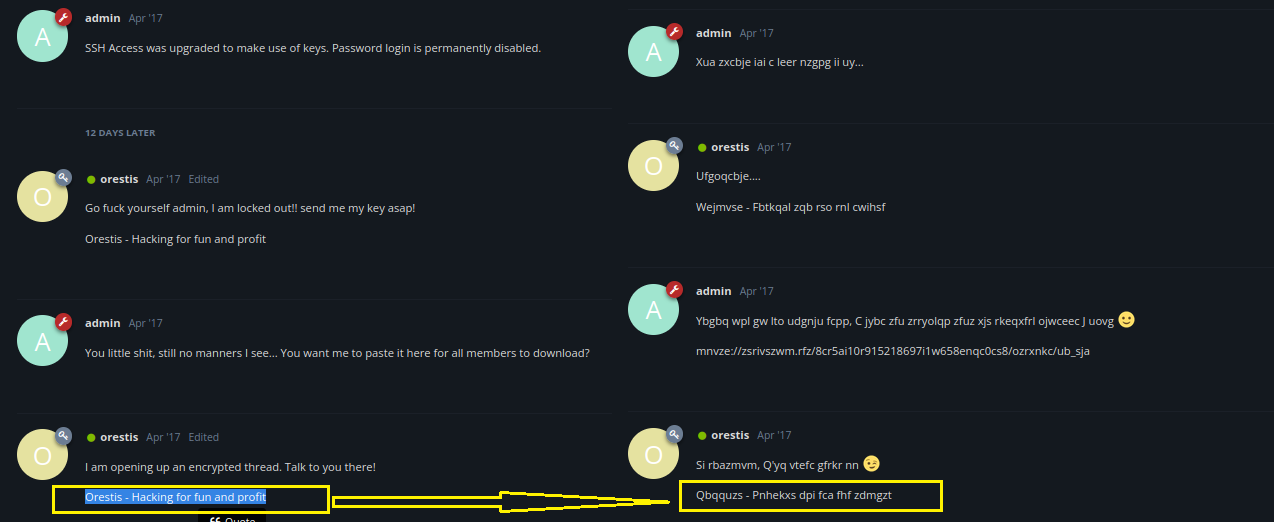 A
admin Apr '17
SSH Access was upgraded to make use of keys. Password login is permanently disabled.
12 DAYS LATER
O
orestis Apr '17 Edited
Go fuck yourself admin, I am locked out!! send me my key asap!
Orestis - Hacking for fun and profit
A
admin Apr '17
You little shit, still no manners I see... You want me to paste it here for all members to download?
O
orestis Apr '17 Edited
I am opening up an encrypted thread. Talk to you there!
Orestis - Hacking for fun and profit
Quote
A
admin Apr '17
Xua zxcbje iai c leer nzgpg ii uy...
O
orestis Apr '17
Ufgoqcbje....
Wejmvse - Fbtkqal zqb rso rnl cwihsf
A
admin Apr '17
Ybgbq wpl gw lto udgnju fcpp, C jybc zfu zrryolqp zfuz xjs rkeqxfrl ojwceec J uovg 🙂
mnvze://zsrivszwm.rfz/8cr5ai10r915218697i1w658enqc0cs8/ozrxnkc/ub_sja
O
orestis Apr '17
Si rbazmvm, Q'yq vtefc gfrkr nn 😉
Qbqquzs - Pnhekxs dpi fca fhf zdmgzt